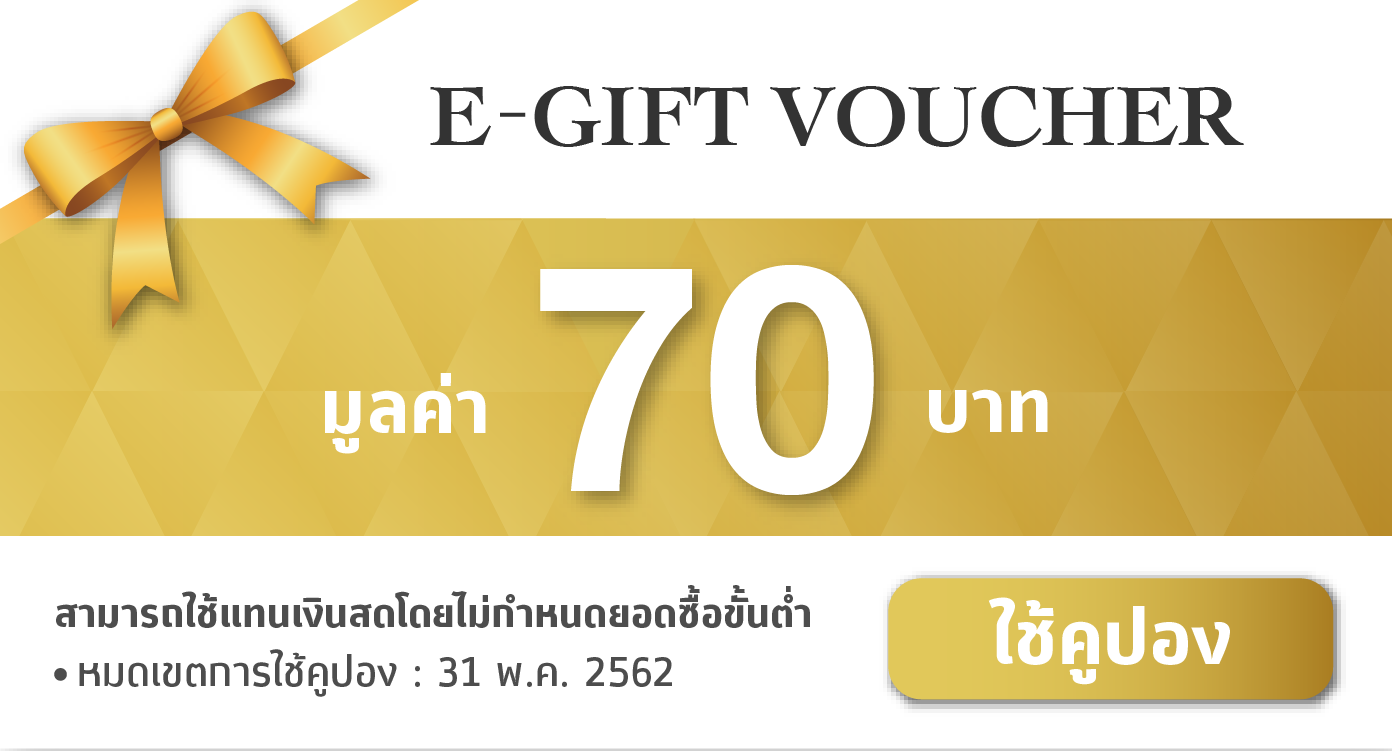 E-GIFT VOUCHER
มูลค่า 70 บาท
สามารถใช้แทนเงินสดโดยไม่กำหนดยอดซื้อขั้นต่ำ
• หมดเขตการใช้คูปอง : 31 พ.ค. 2562
ใช้คูปอง